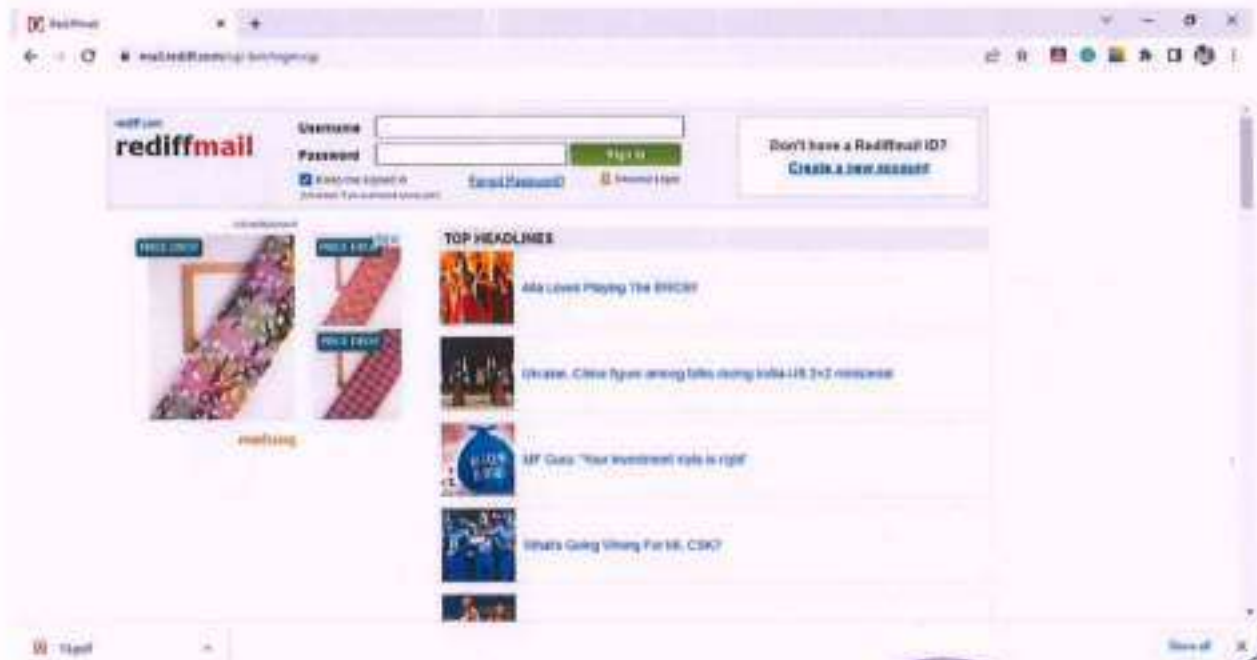 Rediffmail
rediff.com
rediffmail
Username
Password
Sign In
Keep me signed in
Forgot Password?
Don't have a Rediffmail ID?
Create a new account
PRICE DROP
PRICE DROP
PRICE DROP
TOP HEADLINES
Alia Loves Playing The
Ukraine, China figure among talks during India-US 2+2 ministerial
MF Guru: 'Your investment style is right'
What's Going Wrong For MI, CSK?
Show all